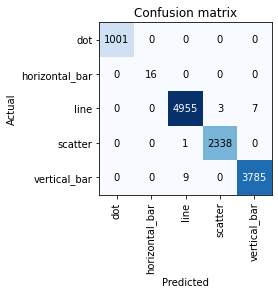 Confusion matrix
Actual
dot 1001 0 0 0 0
horizontal_bar 0 16 0 0 0
line 0 0 4955 3 7
scatter 0 0 1 2338 0
vertical_bar 0 0 9 0 3785
dot horizontal_bar line scatter vertical_bar
Predicted